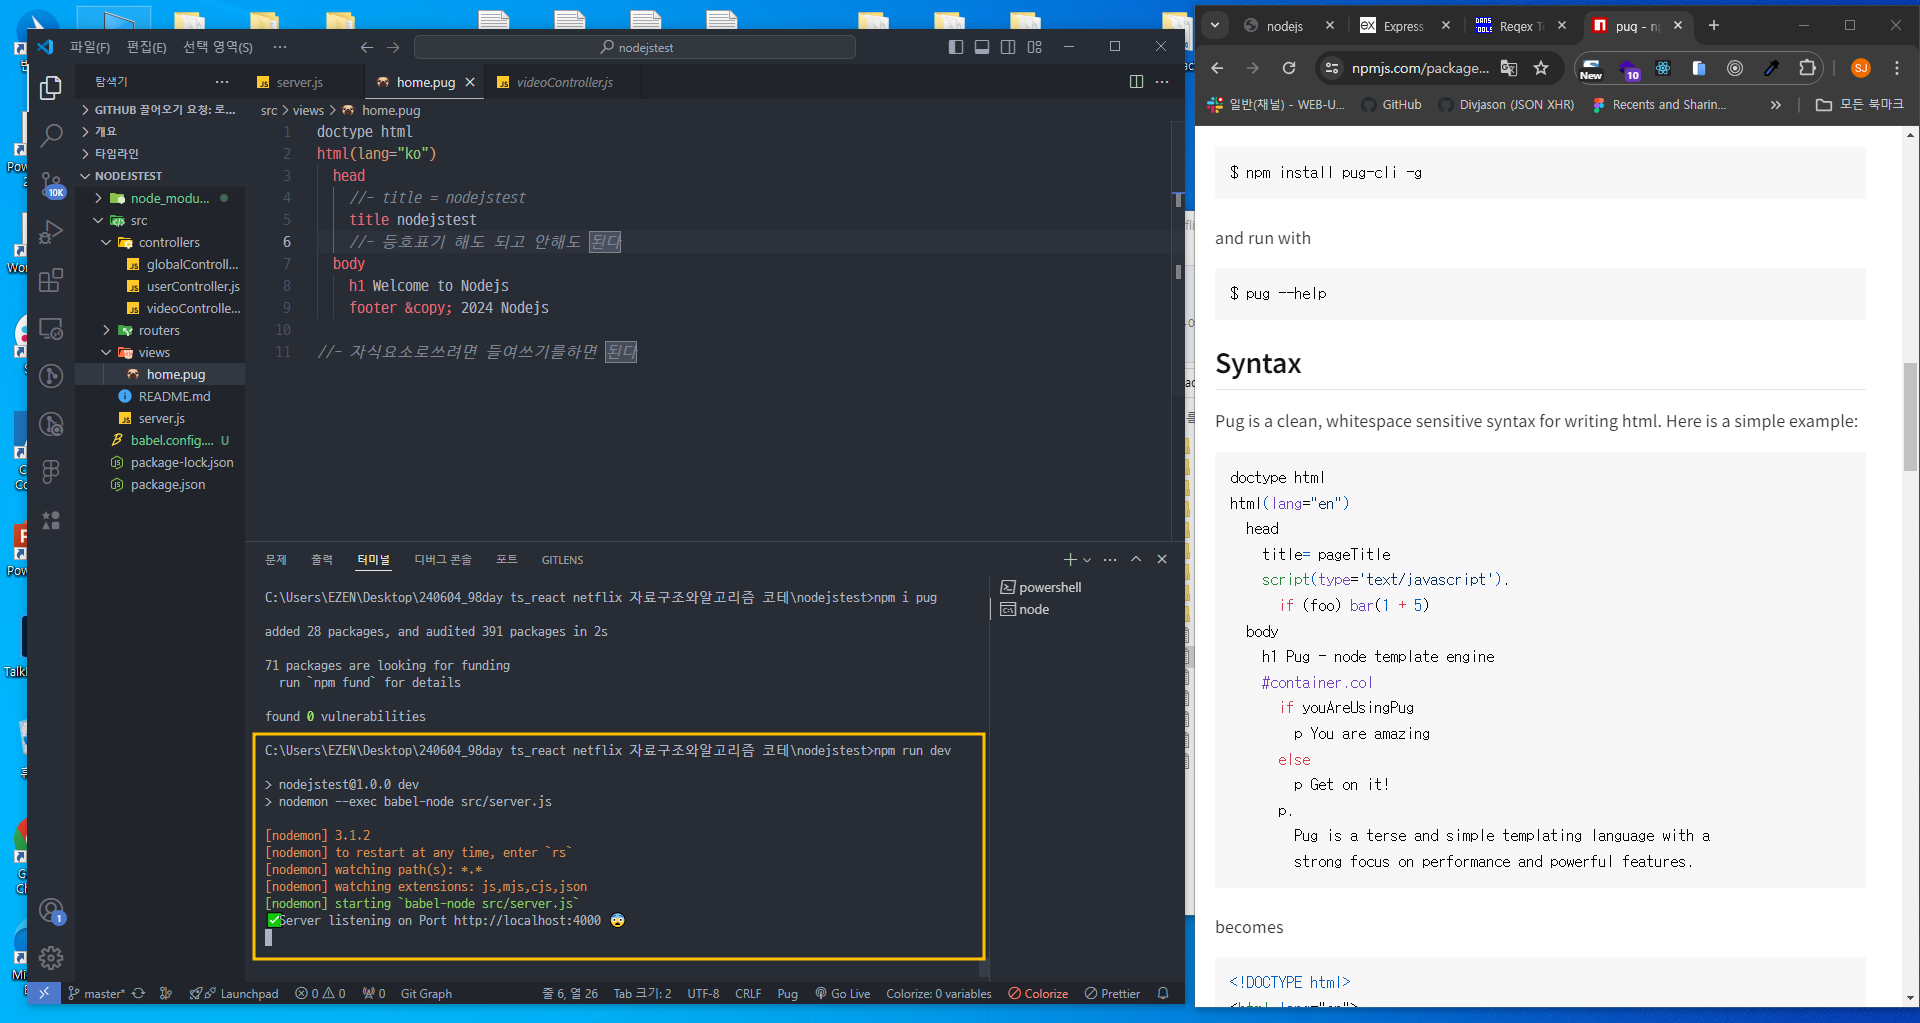 파일(F) 편집(E) 선택 영역(S) ··· nodejstest
탐색기 ···
GITHUB 끌어오기 요청: 로...
개요
타임라인
NODEJSTEST
node_modu...
src
controllers
globalControll...
userController.js
videoControlle...
routers
views
home.pug
README.md
server.js
babel.config.... U
package-lock.json
package.json
10K
1
server.js home.pug videoController.js
src > views > home.pug
1 doctype html
2 html(lang="ko")
3 head
4 //- title = nodejstest
5 title nodejstest
6 //- 등호표기 해도 되고 안해도 된다
7 body
8 h1 Welcome to Nodejs
9 footer &copy; 2024 Nodejs
10
11 //- 자식요소로쓰려면 들여쓰기를하면 된다
문제 출력 터미널 디버그 콘솔 포트 GITLENS
powershell
node
C:\Users\EZEN\Desktop\240604_98day ts_react netflix 자료구조와알고리즘 코테\nodejstest>npm i pug
added 28 packages, and audited 391 packages in 2s
71 packages are looking for funding
run `npm fund` for details
found 0 vulnerabilities
C:\Users\EZEN\Desktop\240604_98day ts_react netflix 자료구조와알고리즘 코테\nodejstest>npm run dev
> nodejstest@1.0.0 dev
> nodemon --exec babel-node src/server.js
[nodemon] 3.1.2
[nodemon] to restart at any time, enter `rs`
[nodemon] watching path(s): *.*
[nodemon] watching extensions: js,mjs,cjs,json
[nodemon] starting `babel-node src/server.js`
✅Server listening on Port http://localhost:4000 😨
master* Launchpad 0 0 0 Git Graph 줄 6, 열 26 Tab 크기: 2 UTF-8 CRLF Pug Go Live Colorize: 0 variables Colorize Prettier
nodejs Express Regex T pug - n
npmjs.com/package... New 10 SJ
일반(채널) - WEB-U... GitHub Divjason (JSON XHR) Recents and Sharin... » 모든 북마크
$ npm install pug-cli -g
and run with
$ pug --help
Syntax
Pug is a clean, whitespace sensitive syntax for writing html. Here is a simple example:
doctype html
html(lang="en")
head
title= pageTitle
script(type='text/javascript').
if (foo) bar(1 + 5)
body
h1 Pug - node template engine
#container.col
if youAreUsingPug
p You are amazing
else
p Get on it!
p.
Pug is a terse and simple templating language with a
strong focus on performance and powerful features.
becomes
<!DOCTYPE html>
<html lang="en">